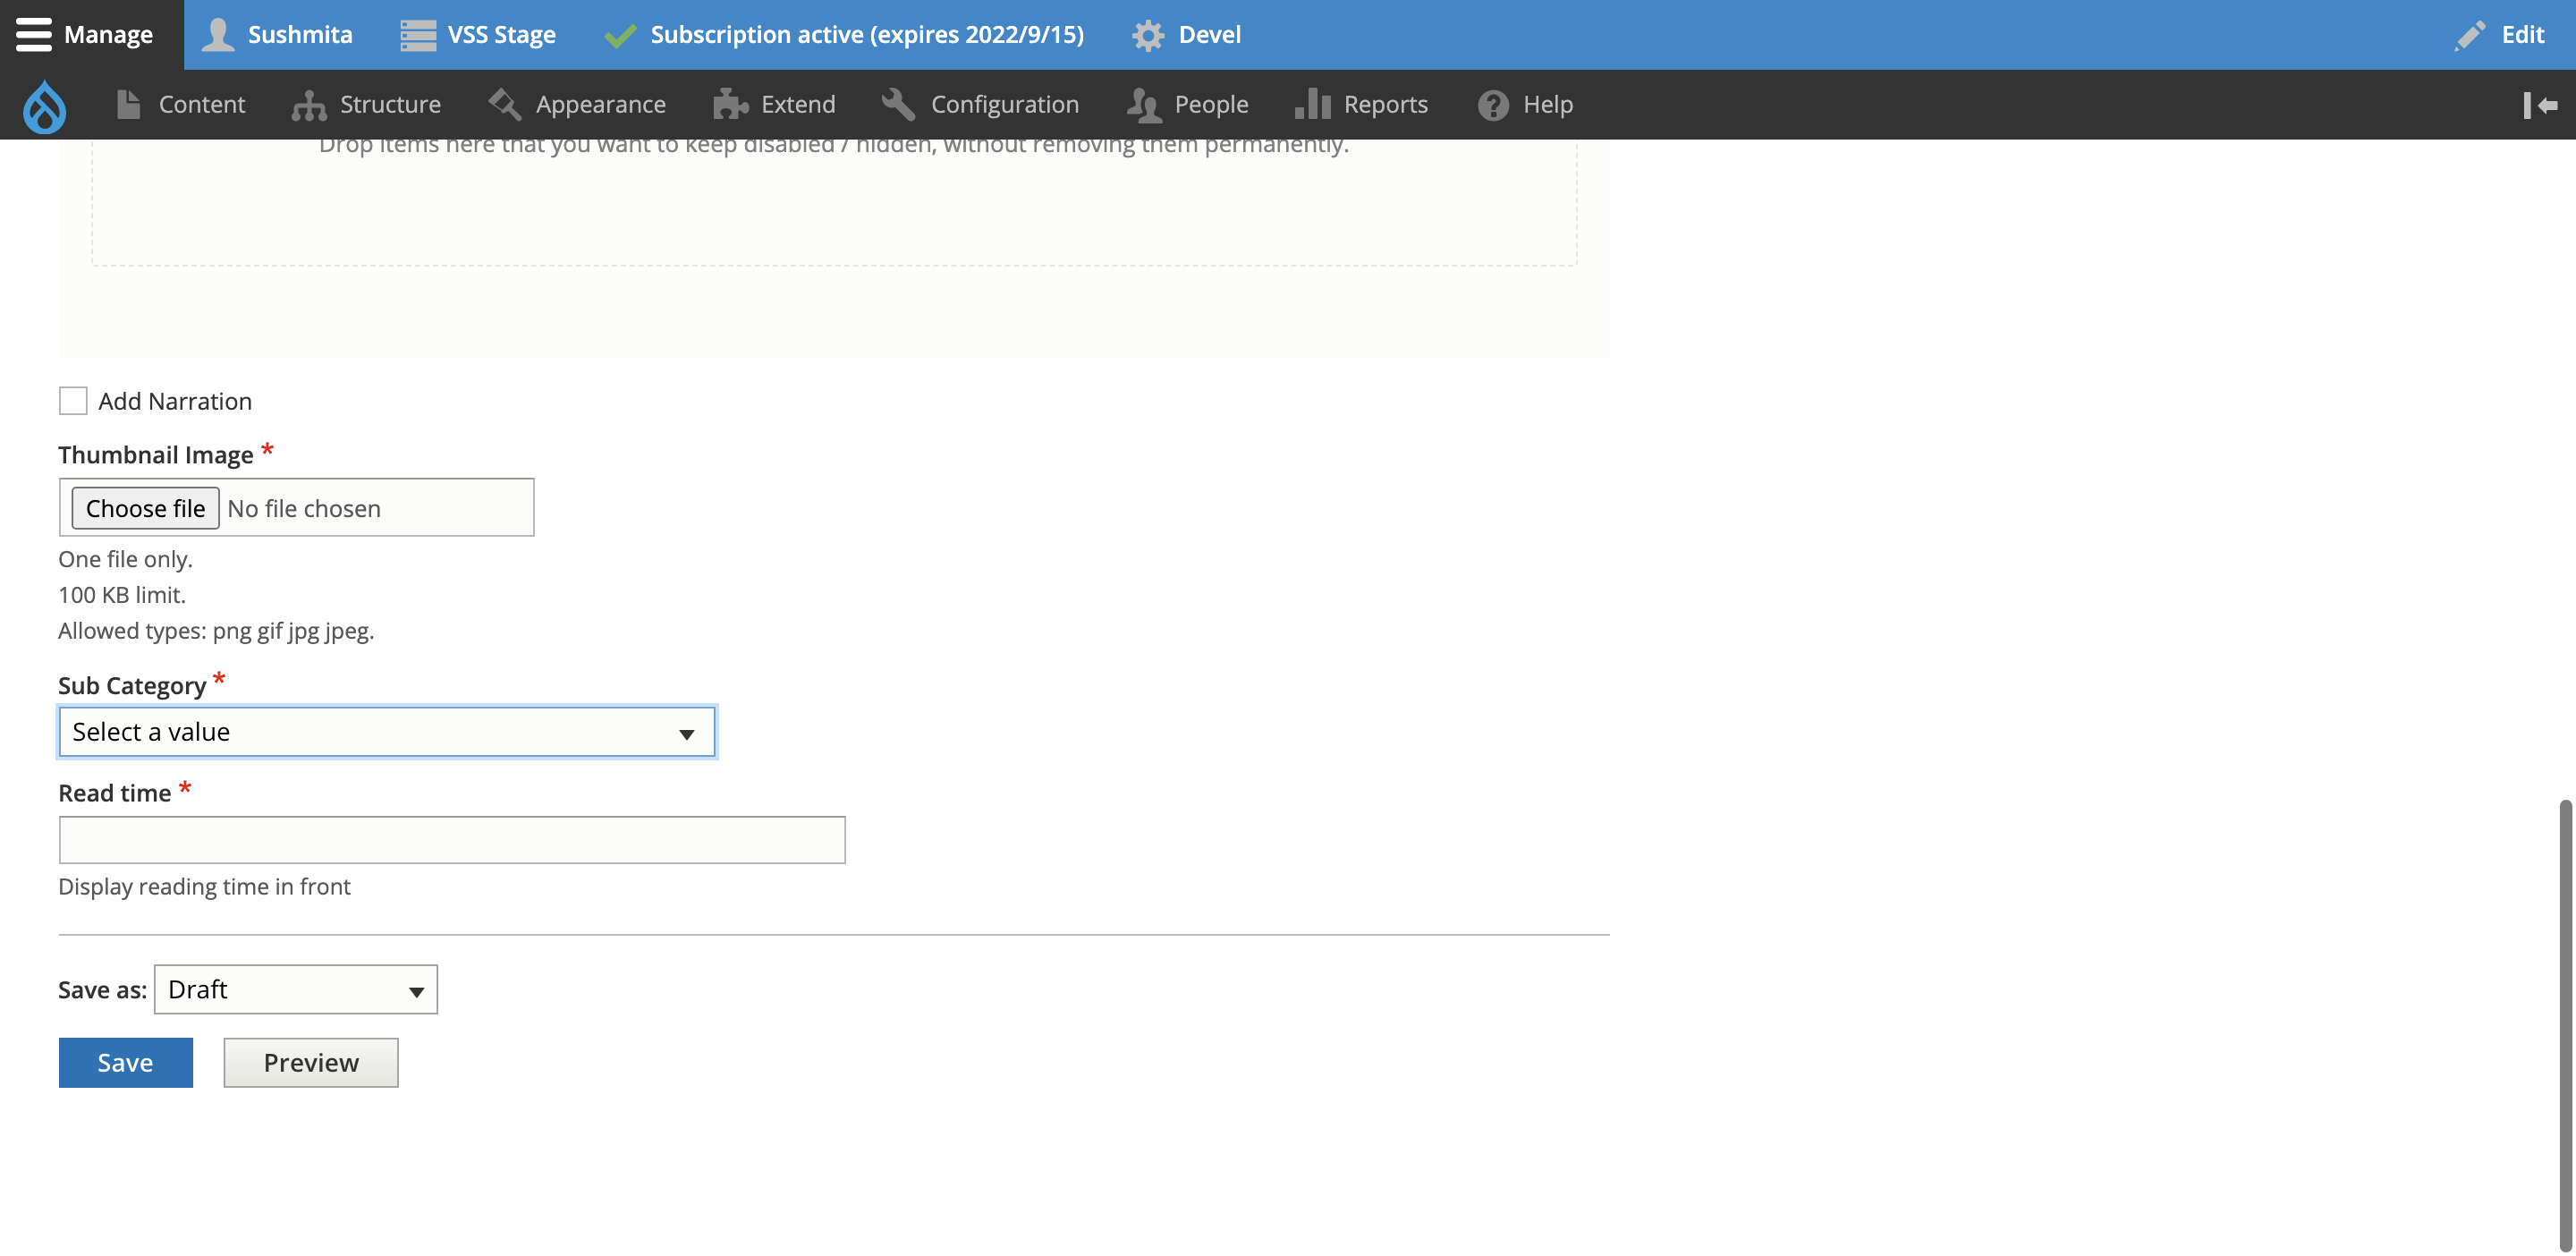 Manage Sushmita VSS Stage Subscription active (expires 2022/9/15) Devel Edit
Content Structure Appearance Extend Configuration People Reports Help
Drop items here that you want to keep disabled / hidden, without removing them permanently.
Add Narration
Thumbnail Image *
Choose file No file chosen
One file only.
100 KB limit.
Allowed types: png gif jpg jpeg.
Sub Category *
Select a value
Read time *
Display reading time in front
Save as: Draft
Save Preview